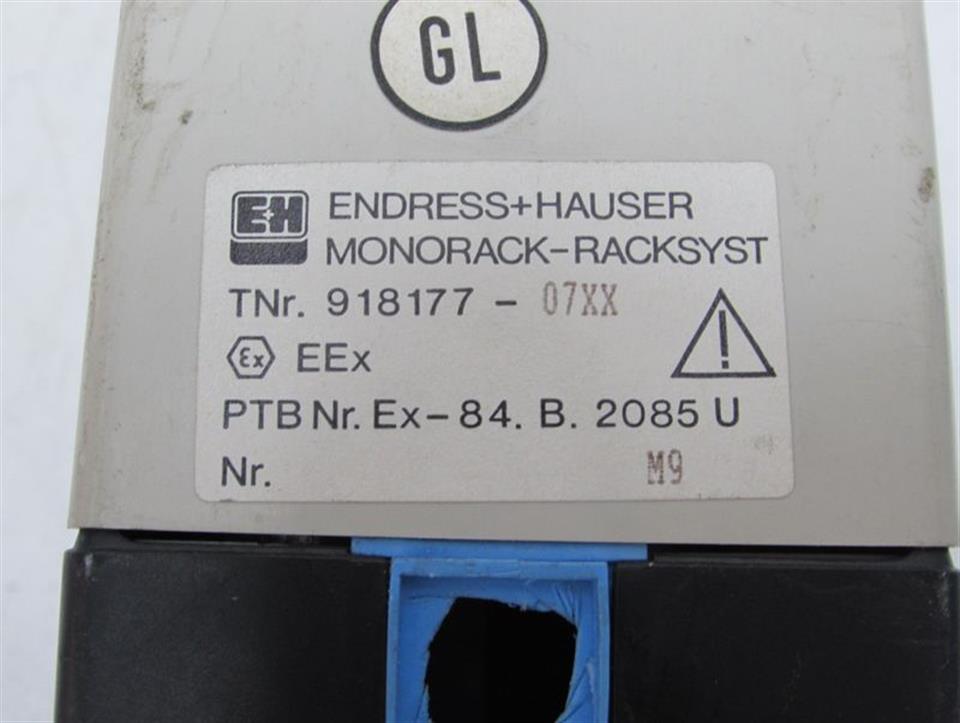 GL
E+H ENDRESS+HAUSER
MONORACK-RACKSYST
TNr. 918177 - 07XX
Ex EEx
PTB Nr. Ex-84. B. 2085 U
Nr. M9